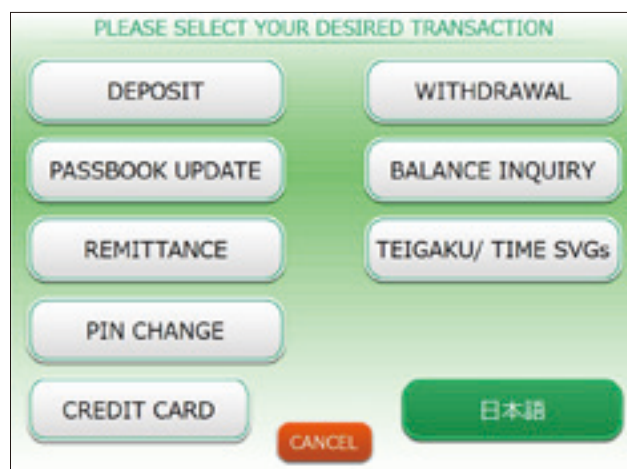 PLEASE SELECT YOUR DESIRED TRANSACTION
DEPOSIT
WITHDRAWAL
PASSBOOK UPDATE
BALANCE INQUIRY
REMITTANCE
TEIGAKU/ TIME SVGs
PIN CHANGE
CREDIT CARD
日本語
CANCEL